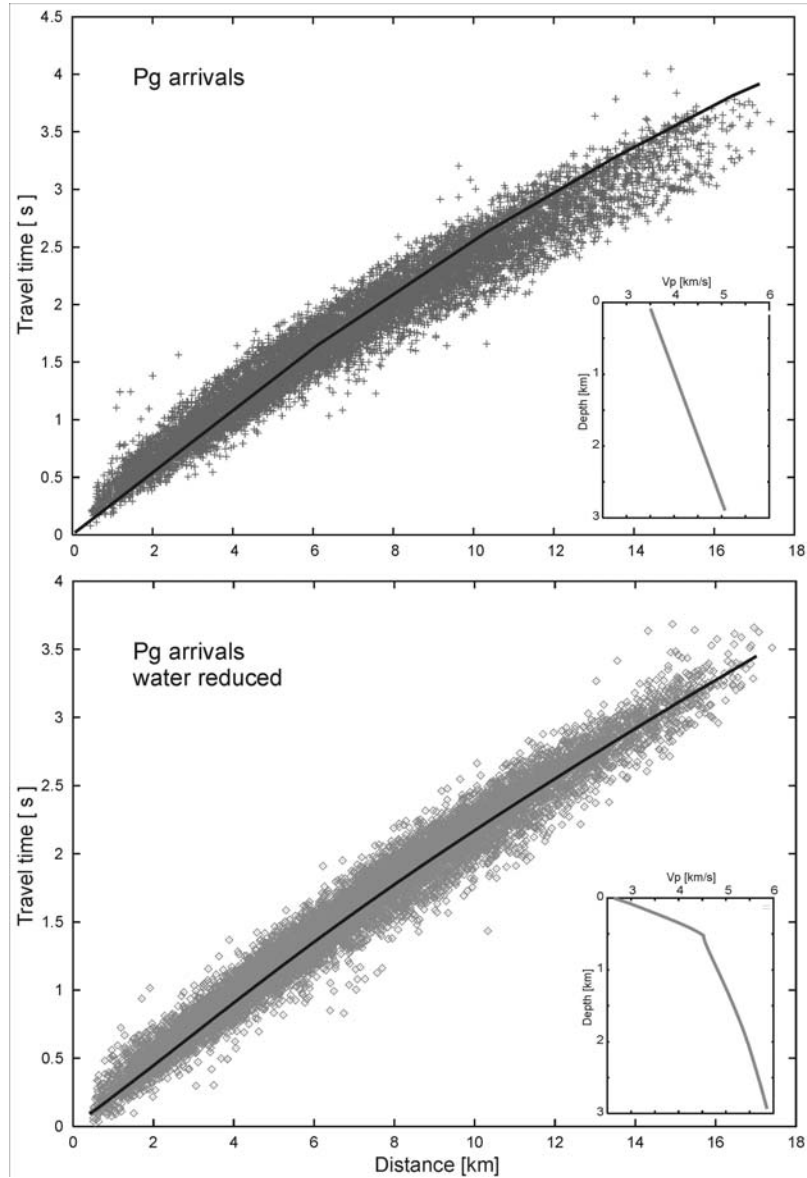 4.5
4
3.5
3
2.5
2
1.5
1
0.5
0
Travel time [ s ]
Pg arrivals
Vp [km/s]
0 3 4 5 6
1
2
3
Depth [km]
0 2 4 6 8 10 12 14 16 18
4
3.5
3
2.5
2
1.5
1
0.5
0
Travel time [ s ]
Pg arrivals
water reduced
Vp [km/s]
0 3 4 5 6
1
2
3
Depth [km]
0 2 4 6 8 10 12 14 16 18
Distance [km]